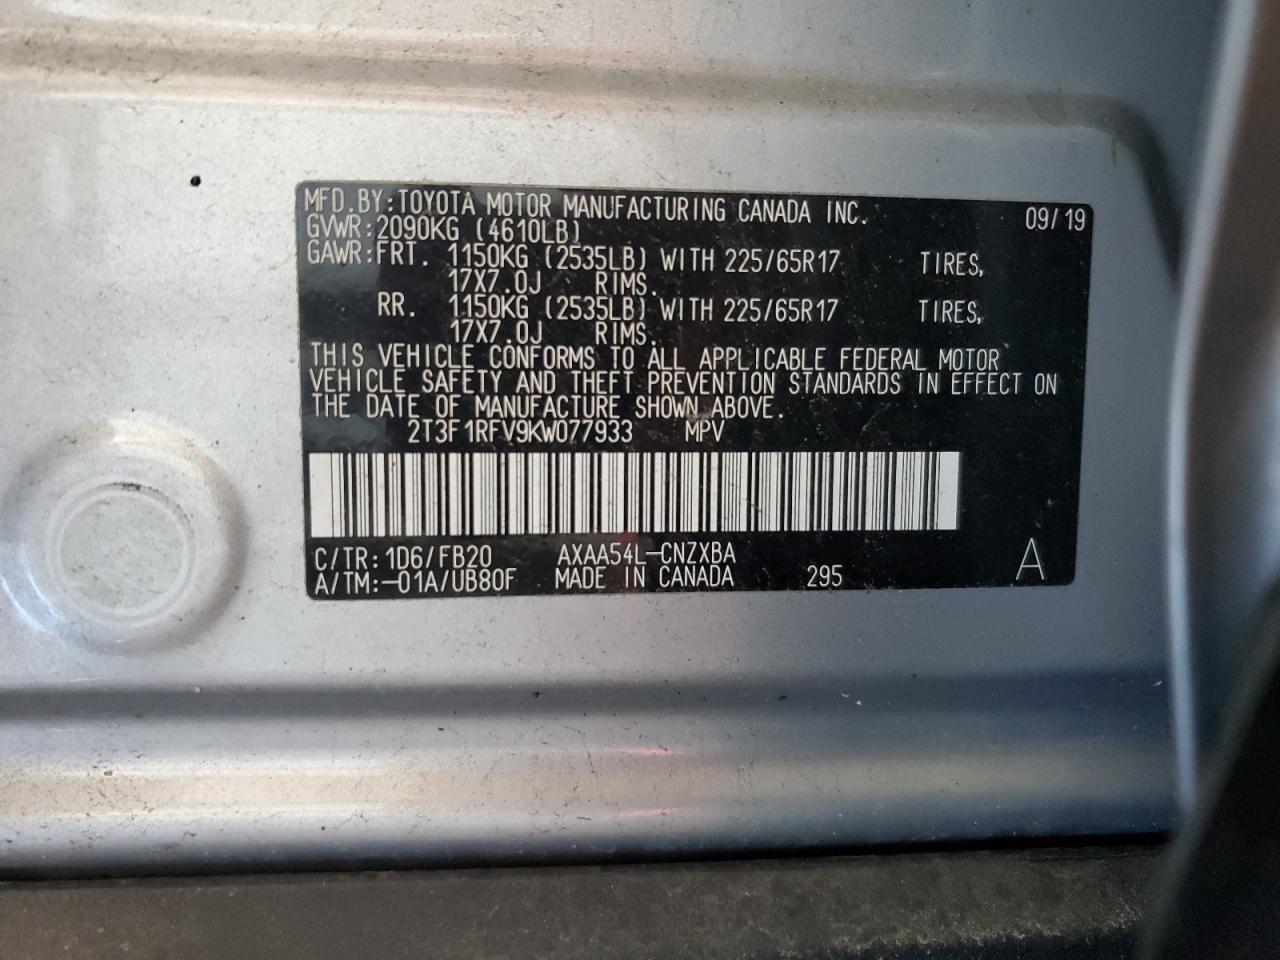 MFD.BY:TOYOTA MOTOR MANUFACTURING CANADA INC. 09/19
GVWR:2090KG (4610LB)
GAWR:FRT. 1150KG (2535LB) WITH 225/65R17 TIRES,
17X7.0J RIMS.
RR. 1150KG (2535LB) WITH 225/65R17 TIRES,
17X7.0J RIMS.
THIS VEHICLE CONFORMS TO ALL APPLICABLE FEDERAL MOTOR
VEHICLE SAFETY AND THEFT PREVENTION STANDARDS IN EFFECT ON
THE DATE OF MANUFACTURE SHOWN ABOVE.
2T3F1RFV9KW077933 MPV
C/TR:1D6/FB20 AXAA54L-CNZXBA
A/TM:-01A/UB80F MADE IN CANADA 295 A